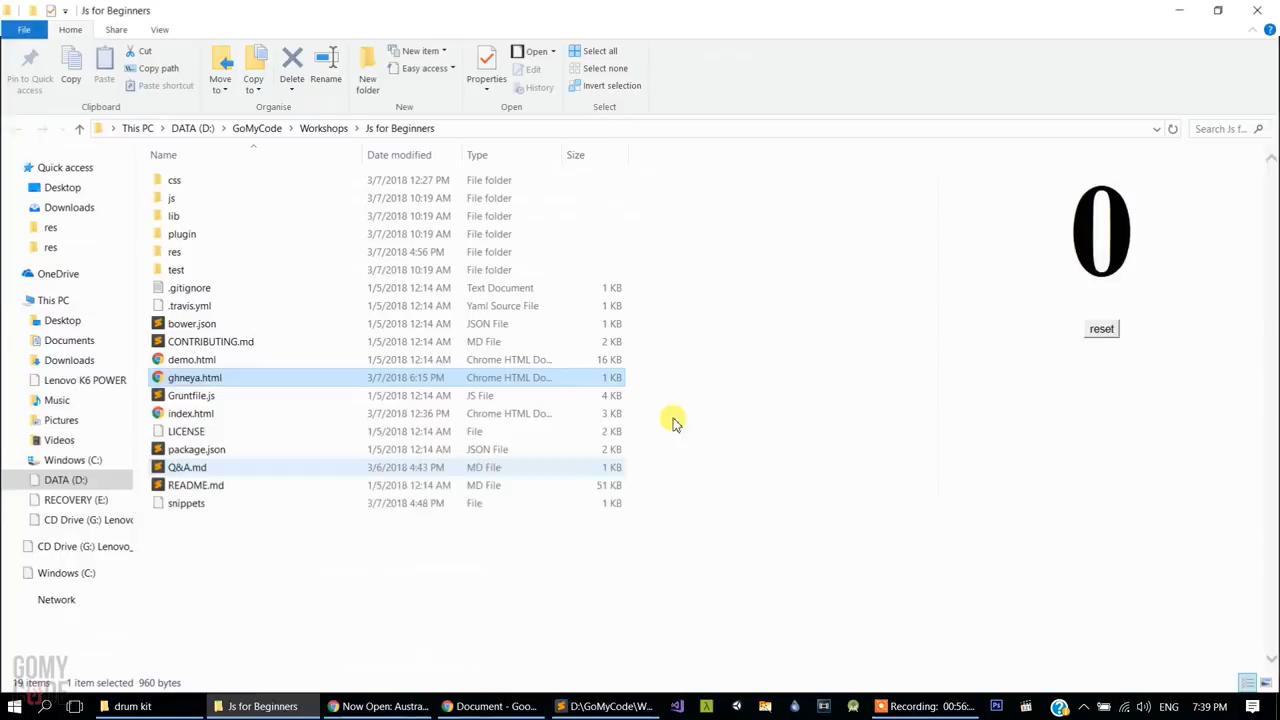 Js for Beginners
File Home Share View
Pin to Quick access
Copy
Paste
Cut
Copy path
Paste shortcut
Move to
Copy to
Delete
Rename
New folder
New item
Easy access
Properties
Open
Edit
History
Select all
Select none
Invert selection
Clipboard Organise New Open Select
This PC DATA (D:) GoMyCode Workshops Js for Beginners
Search Js f...
Name Date modified Type Size
css 3/7/2018 12:27 PM File folder
js 3/7/2018 10:19 AM File folder
lib 3/7/2018 10:19 AM File folder
plugin 3/7/2018 10:19 AM File folder
res 3/7/2018 4:56 PM File folder
test 3/7/2018 10:19 AM File folder
.gitignore 1/5/2018 12:14 AM Text Document 1 KB
.travis.yml 1/5/2018 12:14 AM Yaml Source File 1 KB
bower.json 1/5/2018 12:14 AM JSON File 1 KB
CONTRIBUTING.md 1/5/2018 12:14 AM MD File 2 KB
demo.html 1/5/2018 12:14 AM Chrome HTML Do... 16 KB
ghneya.html 3/7/2018 6:15 PM Chrome HTML Do... 1 KB
Gruntfile.js 1/5/2018 12:14 AM JS File 4 KB
index.html 3/7/2018 12:36 PM Chrome HTML Do... 3 KB
LICENSE 1/5/2018 12:14 AM File 2 KB
package.json 1/5/2018 12:14 AM JSON File 2 KB
Q&A.md 3/6/2018 4:43 PM MD File 1 KB
README.md 1/5/2018 12:14 AM MD File 51 KB
snippets 3/7/2018 4:48 PM File 1 KB
Quick access
Desktop
Downloads
res
res
OneDrive
This PC
Desktop
Documents
Downloads
Lenovo K6 POWER
Music
Pictures
Videos
Windows (C:)
DATA (D:)
RECOVERY (E:)
CD Drive (G:) Lenovo
CD Drive (G:) Lenovo_
Windows (C:)
Network
0
reset
GOMY
CODE
19 items 1 item selected 960 bytes
drum kit
Js for Beginners
Now Open: Austra...
Document - Goo...
D:\GoMyCode\W...
Recording: 00:56:...
7:39 PM